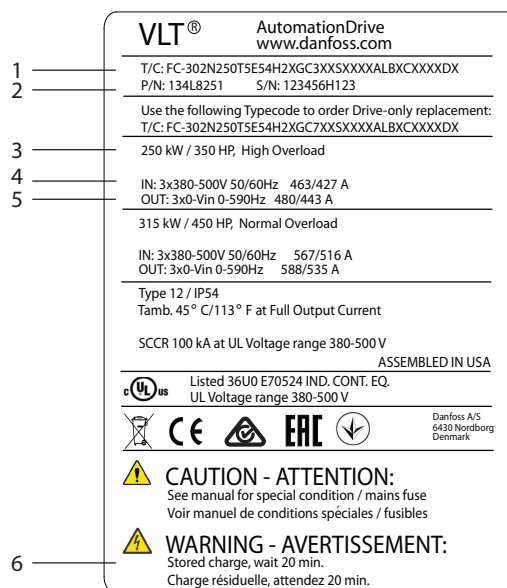 VLT® AutomationDrive
www.danfoss.com
1 T/C: FC-302N250T5E54H2XGC3XXSXXXXALBXCXXXXDX
2 P/N: 134L8251 S/N: 123456H123
Use the following Typecode to order Drive-only replacement:
T/C: FC-302N250T5E54H2XGC7XXSXXXXALBXCXXXXDX
3 250 kW / 350 HP, High Overload
4 IN: 3x380-500V 50/60Hz 463/427 A
5 OUT: 3x0-Vin 0-590Hz 480/443 A
315 kW / 450 HP, Normal Overload
IN: 3x380-500V 50/60Hz 567/516 A
OUT: 3x0-Vin 0-590Hz 588/535 A
Type 12 / IP54
Tamb. 45° C/113° F at Full Output Current
SCCR 100 kA at UL Voltage range 380-500 V
ASSEMBLED IN USA
c UL us Listed 36U0 E70524 IND. CONT. EQ.
UL Voltage range 380-500 V
CE EAC
Danfoss A/S
6430 Nordborg
Denmark
CAUTION - ATTENTION:
See manual for special condition / mains fuse
Voir manuel de conditions spéciales / fusibles
WARNING - AVERTISSEMENT:
6 Stored charge, wait 20 min.
Charge résiduelle, attendez 20 min.